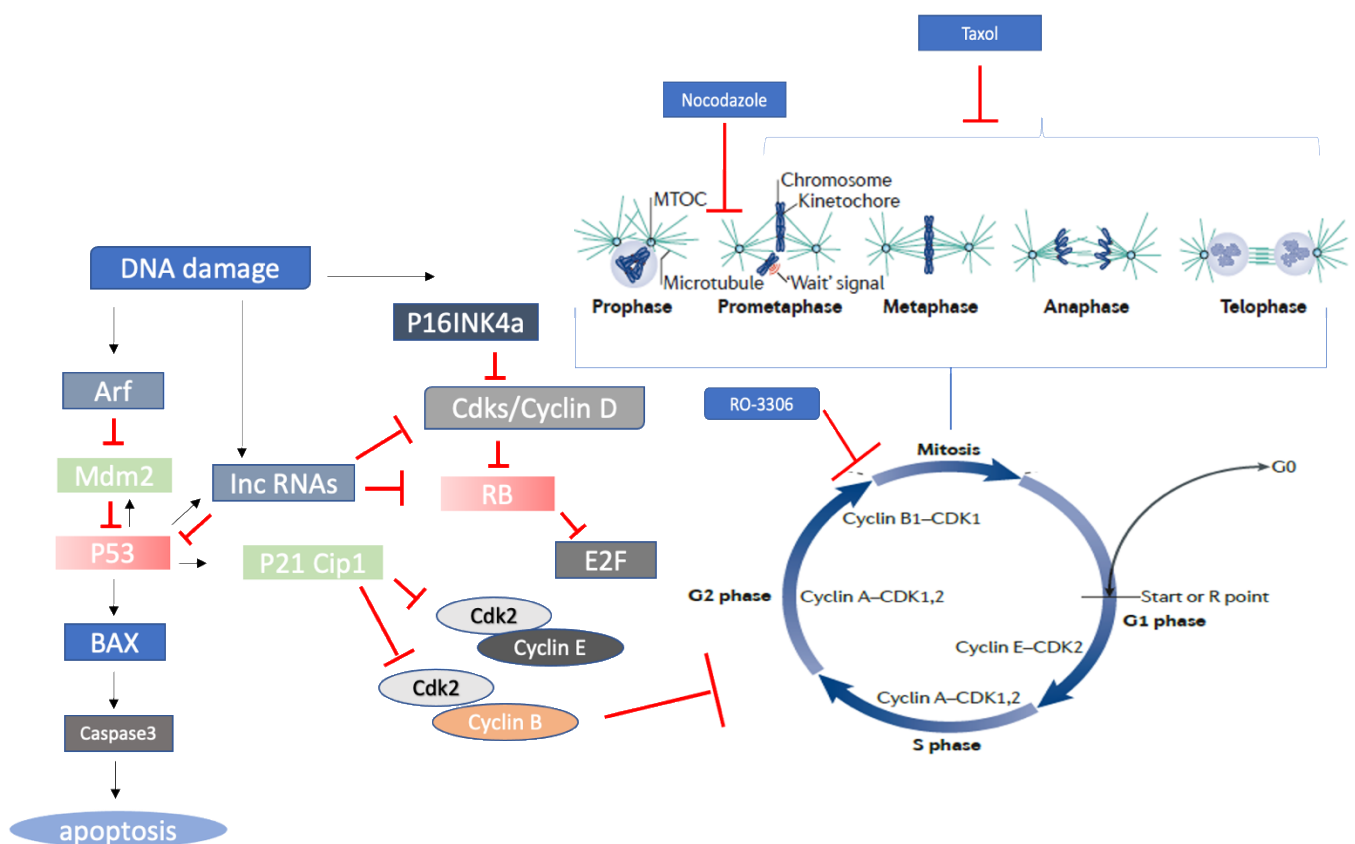 Taxol
Nocodazole
Chromosome
Kinetochore
MTOC
Microtubule
‘Wait’ signal
Prophase
Prometaphase
Metaphase
Anaphase
Telophase
DNA damage
P16INK4a
Arf
Cdks/Cyclin D
RO-3306
Mdm2
lnc RNAs
RB
Mitosis
G0
P53
P21 Cip1
E2F
Cyclin B1–CDK1
G2 phase
Cyclin A–CDK1,2
Start or R point
G1 phase
BAX
Cdk2
Cyclin E
Cyclin E–CDK2
Cdk2
Cyclin B
Cyclin A–CDK1,2
S phase
Caspase3
apoptosis